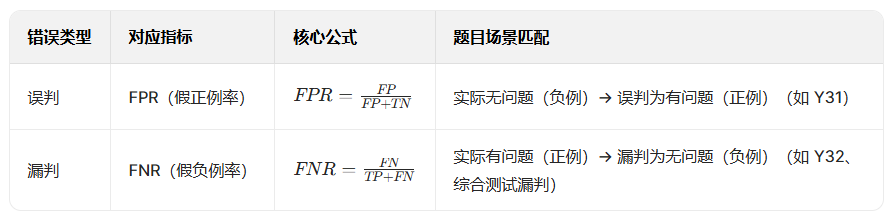 错误类型 对应指标 核心公式 题目场景匹配
误判 FPR（假正例率） FPR = FP/(FP+TN) 实际无问题（负例）→ 误判为有问题（正例）（如 Y31）
漏判 FNR（假负例率） FNR = FN/(TP+FN) 实际有问题（正例）→ 漏判为无问题（负例）（如 Y32、
综合测试漏判）